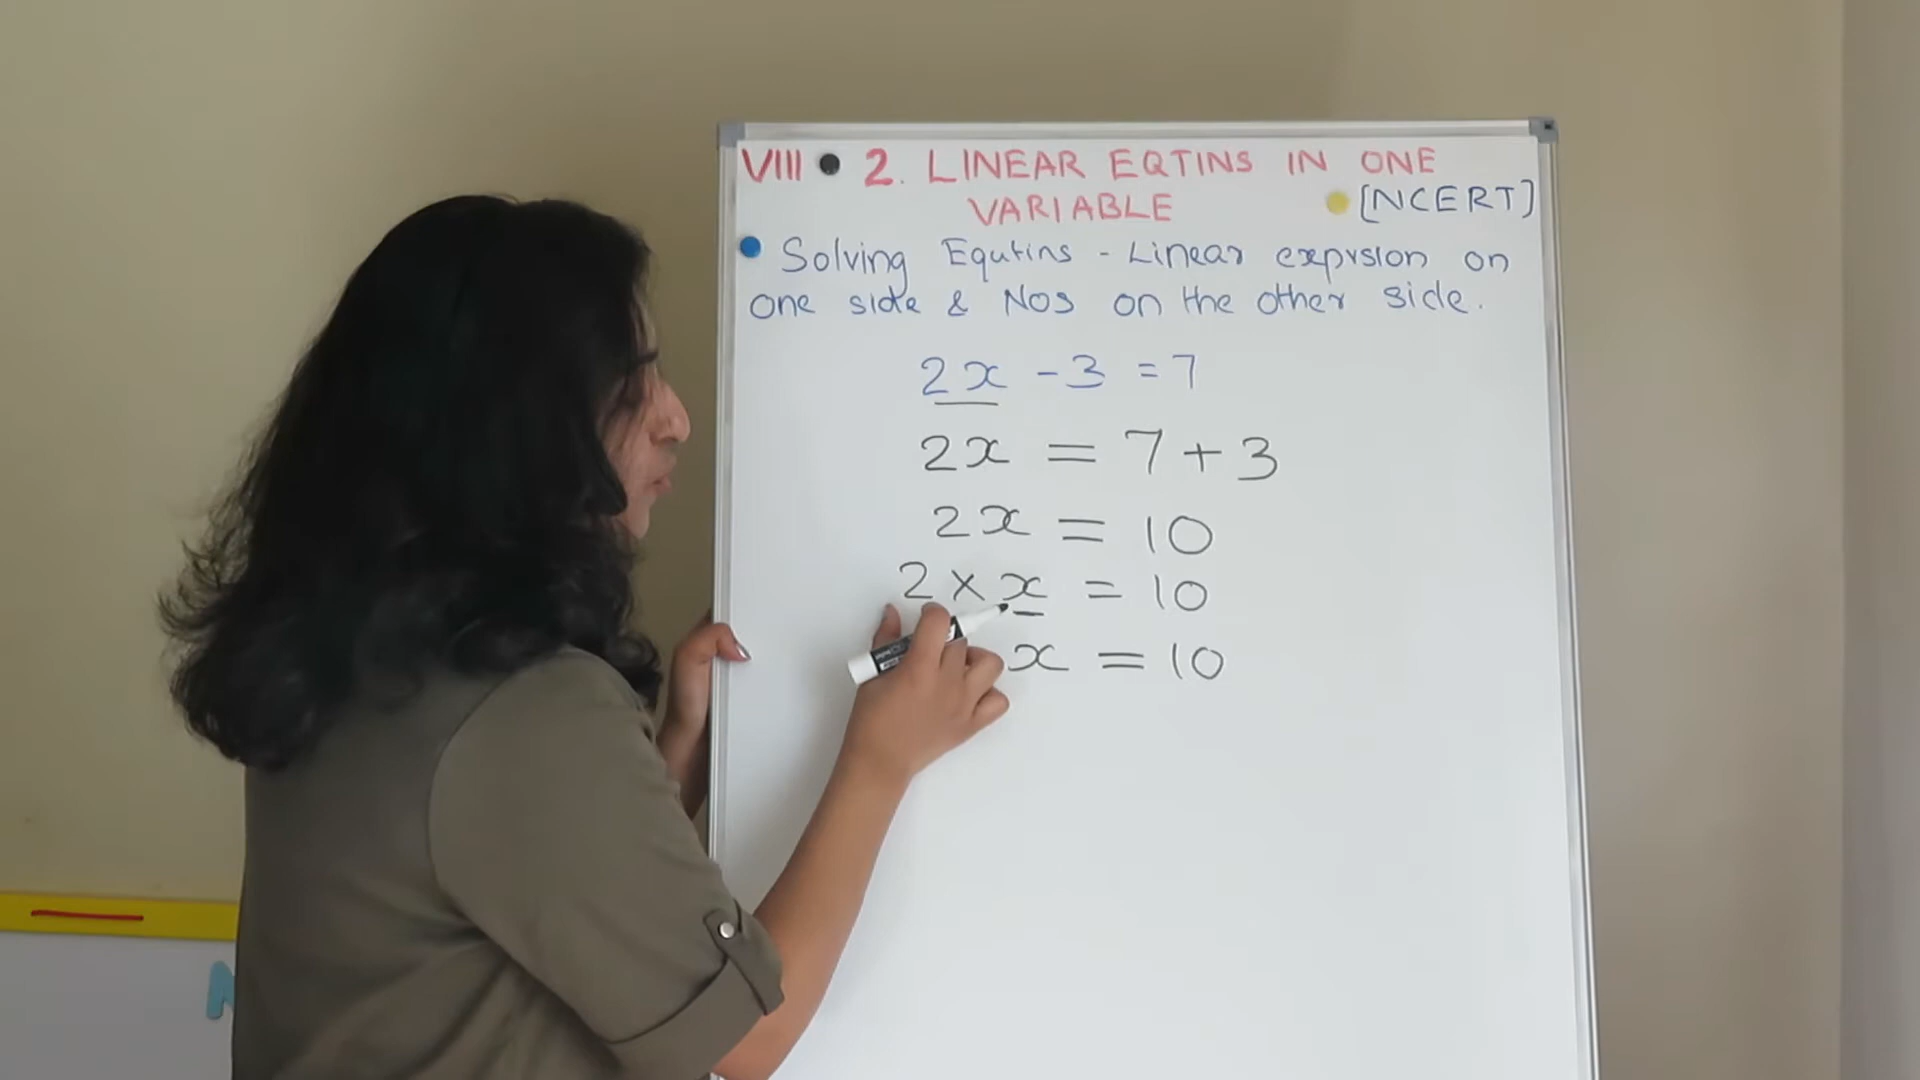 VIII 2. LINEAR EQTINS IN ONE
VARIABLE [NCERT]
Solving Equtins - Linear exprsion on
one side & Nos on the other side.
2x - 3 = 7
2x = 7 + 3
2x = 10
2 × x = 10
x = 10